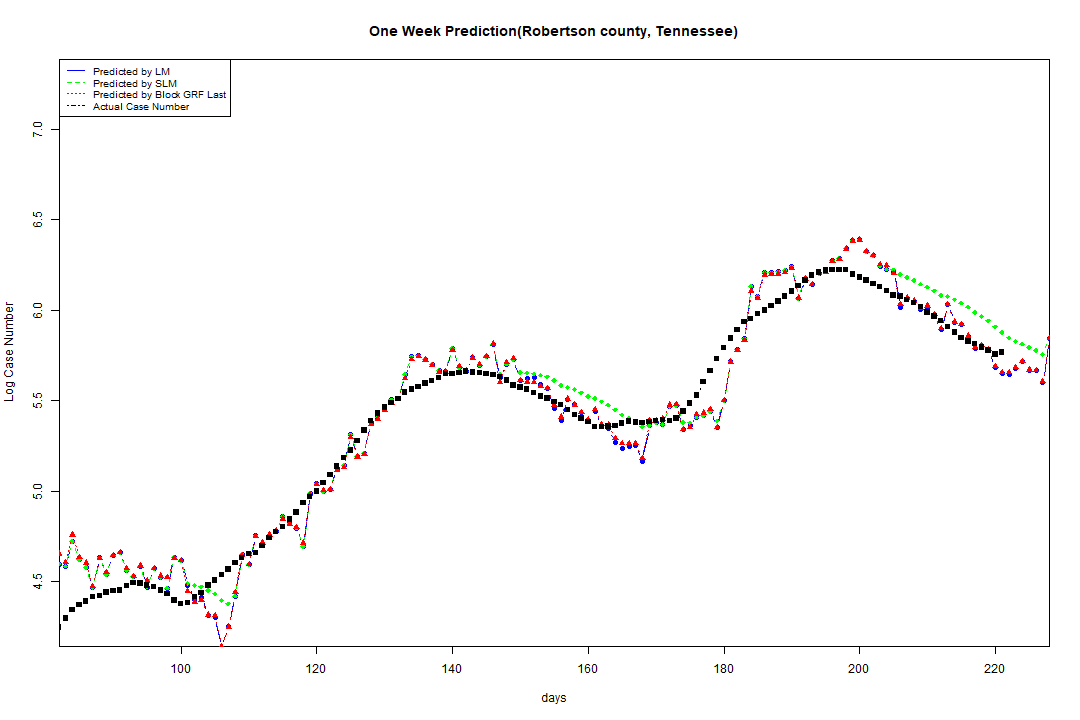 One Week Prediction(Robertson county, Tennessee)
Predicted by LM
Predicted by SLM
Predicted by Block GRF Last
Actual Case Number
7.0
6.5
6.0
5.5
5.0
4.5
Log Case Number
100 120 140 160 180 200 220
days